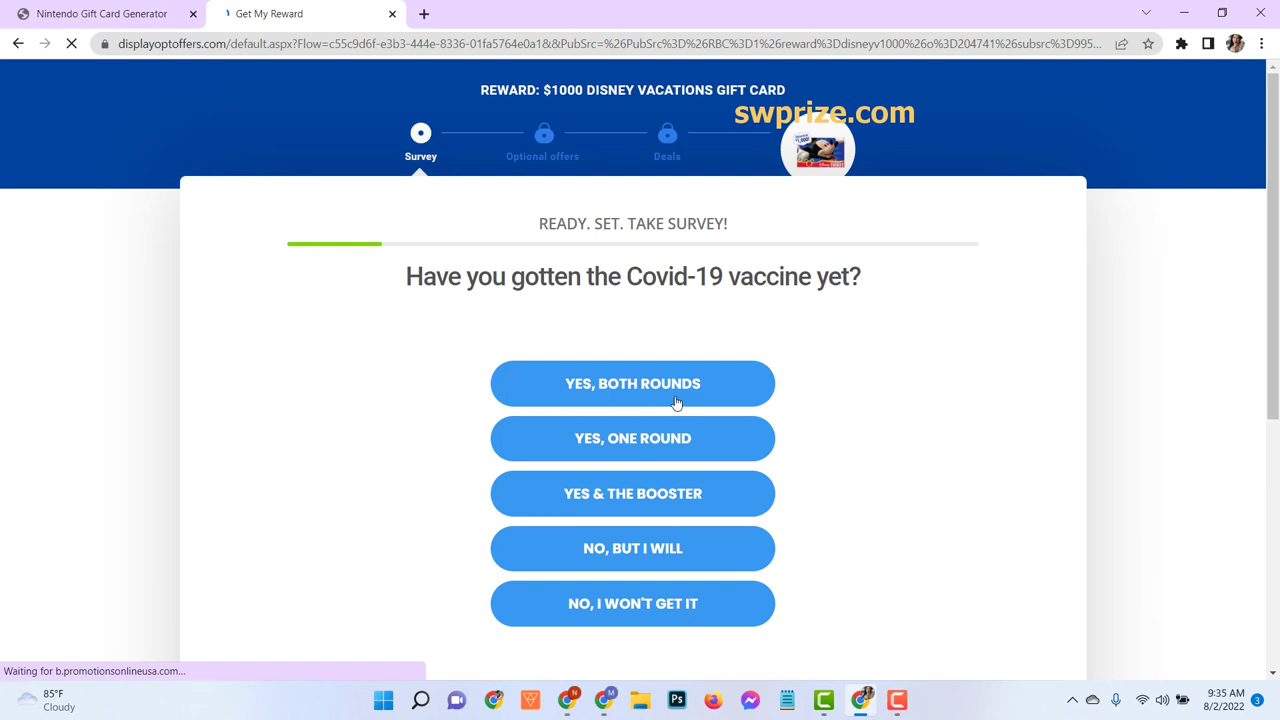 Nintendo Gift Card Generator
Get My Reward
displayoptoffers.com/default.aspx?Flow=c55c9d6f-e3b3-444e-8336-01fa5764e0a1&&PubSrc=%26PubSrc%3D%26RBC%3D1%26reward%3Ddisneyv1000%26o%3D204741%26subsrc%3D995...
REWARD: $1000 DISNEY VACATIONS GIFT CARD
swprize.com
Survey
Optional offers
Deals
READY. SET. TAKE SURVEY!
Have you gotten the Covid-19 vaccine yet?
YES, BOTH ROUNDS
YES, ONE ROUND
YES & THE BOOSTER
NO, BUT I WILL
NO, I WON'T GET IT
Waiting for b.promotionsonlineusa.com...
85°F
Cloudy
N
M
Ps
9:35 AM
8/2/2022
3